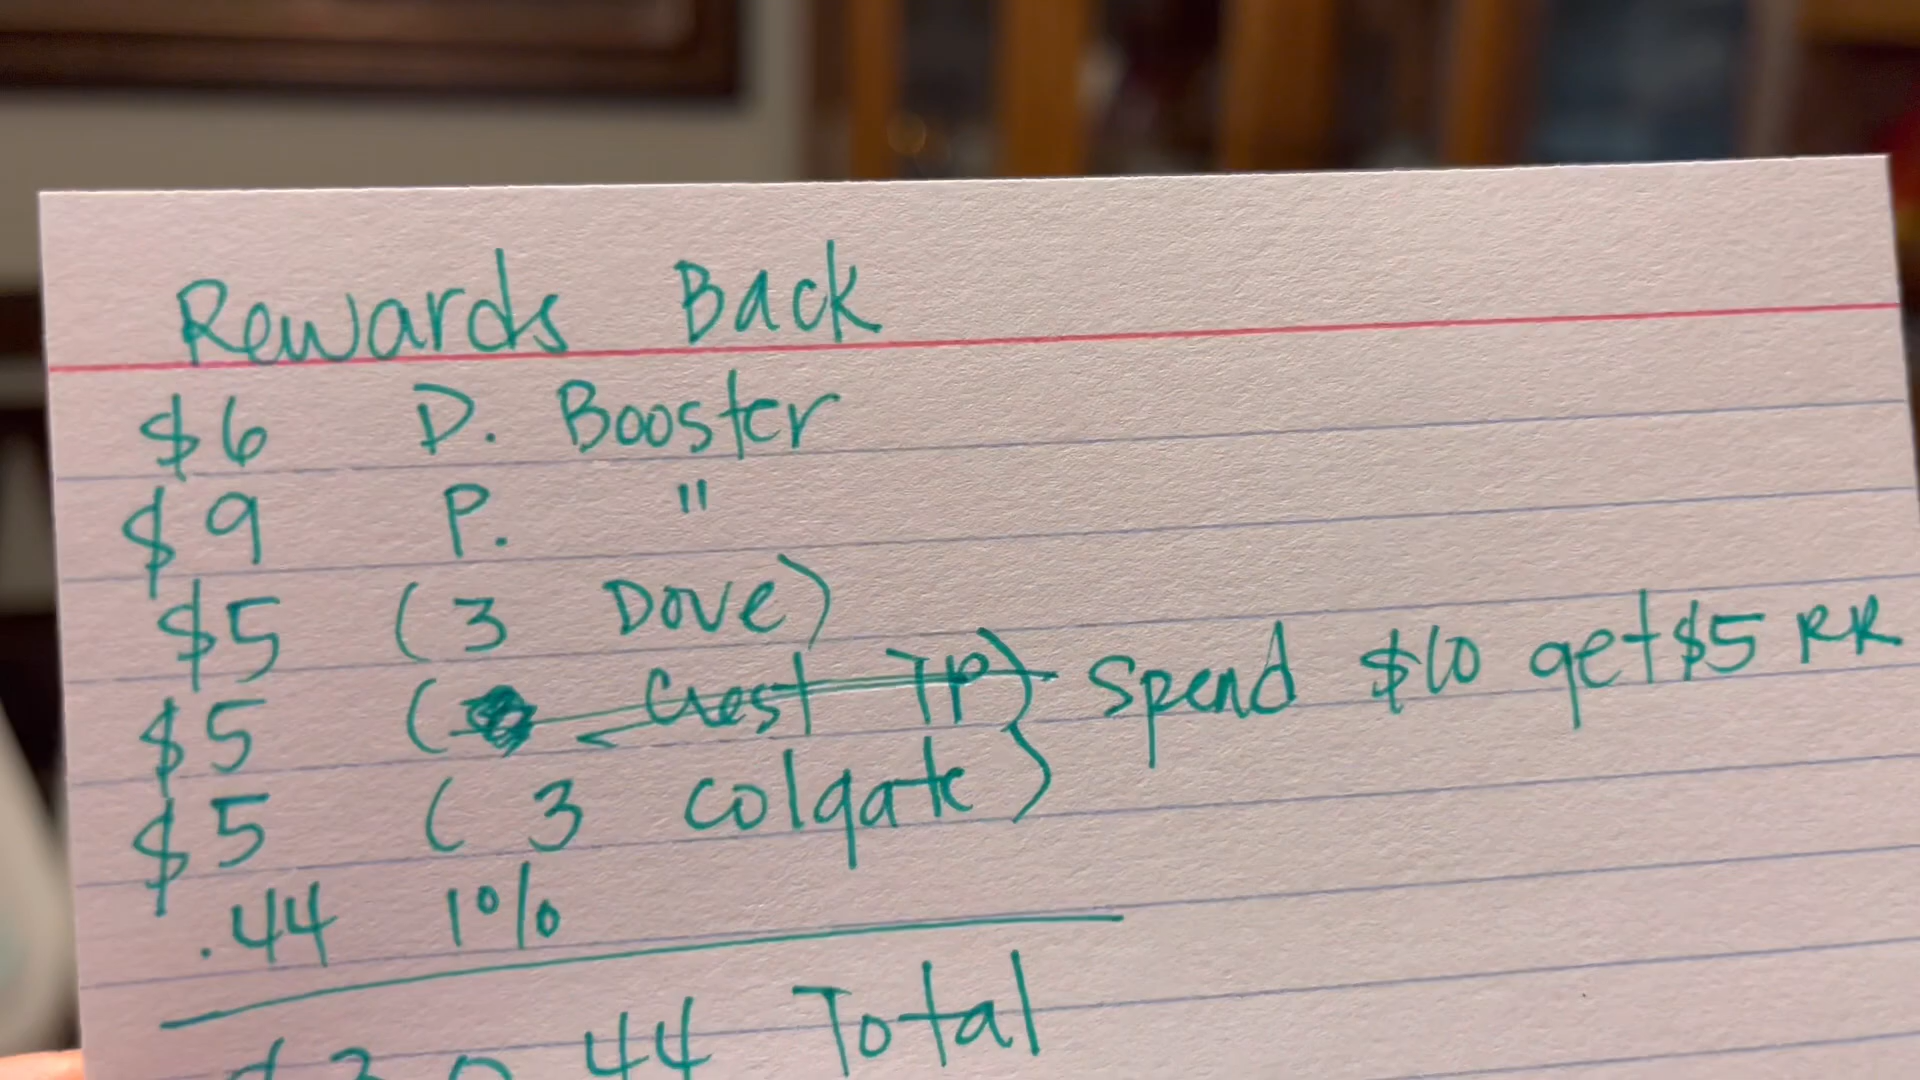 Rewards Back
$6 D. Booster
$9 P. "
$5 (3 Dove)
$5 ( Crest TP) Spend $10 get $5 RR
$5 (3 colgate)
.44 1%
$30.44 Total